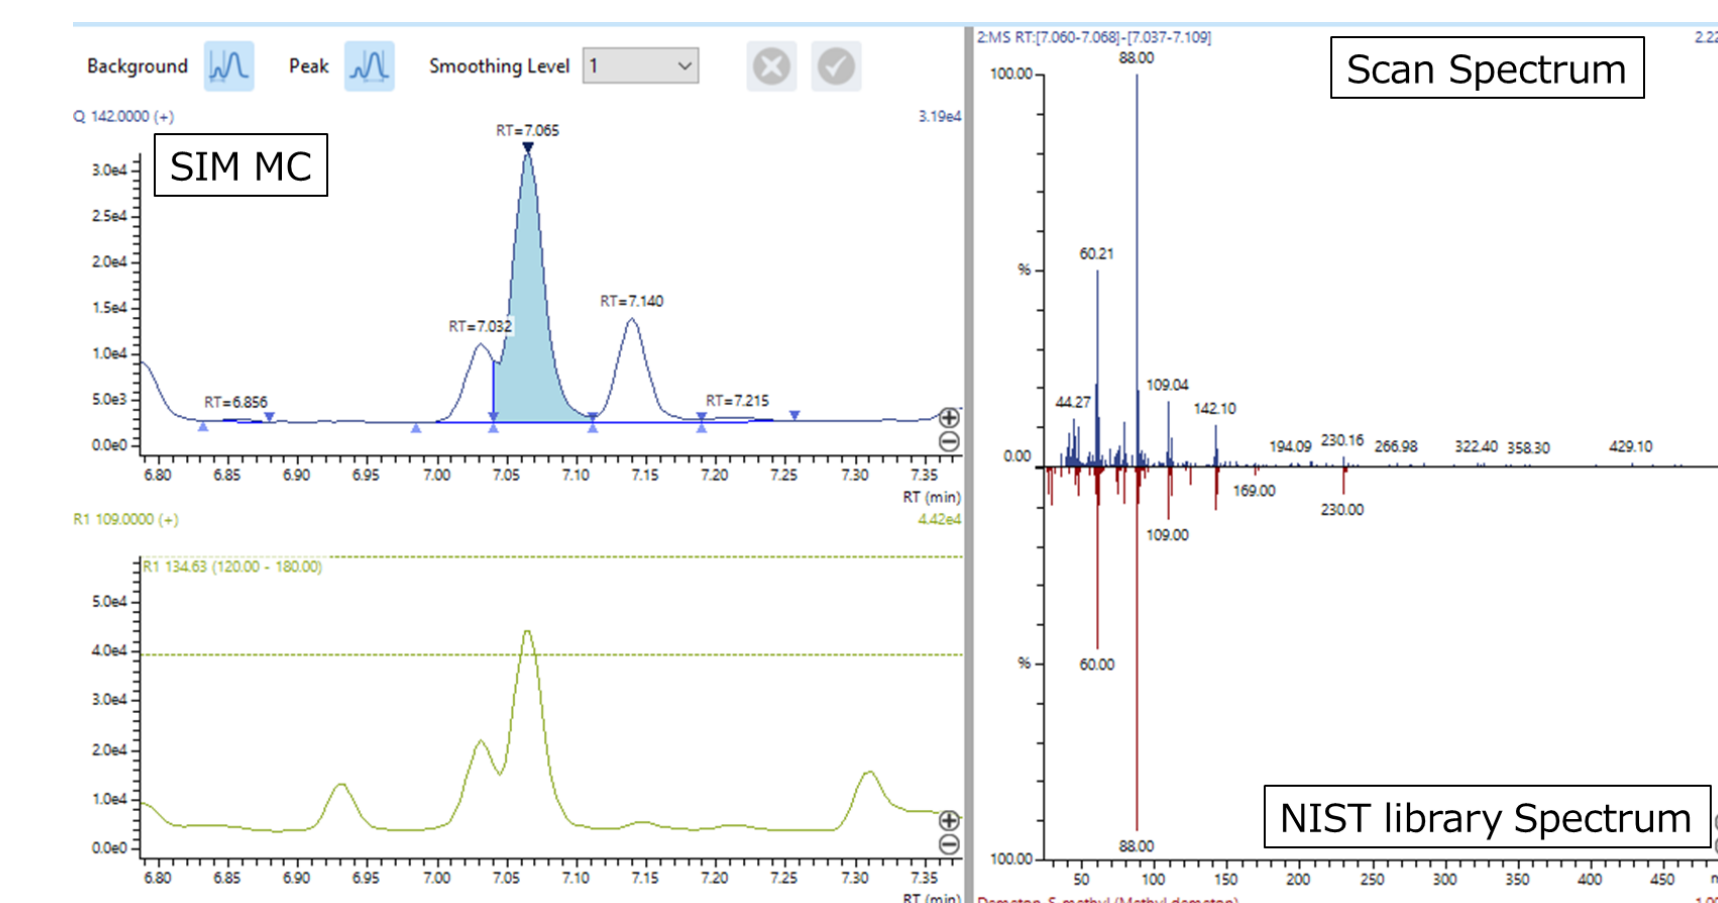 Background
Peak
Smoothing Level
1
Q 142.0000 (+)
3.19e4
SIM MC
RT=7.065
RT=7.032
RT=7.140
RT=6.856
RT=7.215
3.0e4
2.5e4
2.0e4
1.5e4
1.0e4
5.0e3
0.0e0
6.80 6.85 6.90 6.95 7.00 7.05 7.10 7.15 7.20 7.25 7.30 7.35
RT (min)
R1 109.0000 (+)
4.42e4
R1 134.63 (120.00 - 180.00)
5.0e4
4.0e4
3.0e4
2.0e4
1.0e4
0.0e0
6.80 6.85 6.90 6.95 7.00 7.05 7.10 7.15 7.20 7.25 7.30 7.35
RT (min)
2:MS RT:[7.060-7.068]-[7.037-7.109]
Scan Spectrum
88.00
100.00
60.21
%
109.04
44.27
142.10
194.09 230.16 266.98 322.40 358.30 429.10
0.00
169.00
230.00
109.00
%
60.00
NIST library Spectrum
88.00
100.00
50 100 150 200 250 300 350 400 450
Demeton-S-methyl (Methyl demeton)